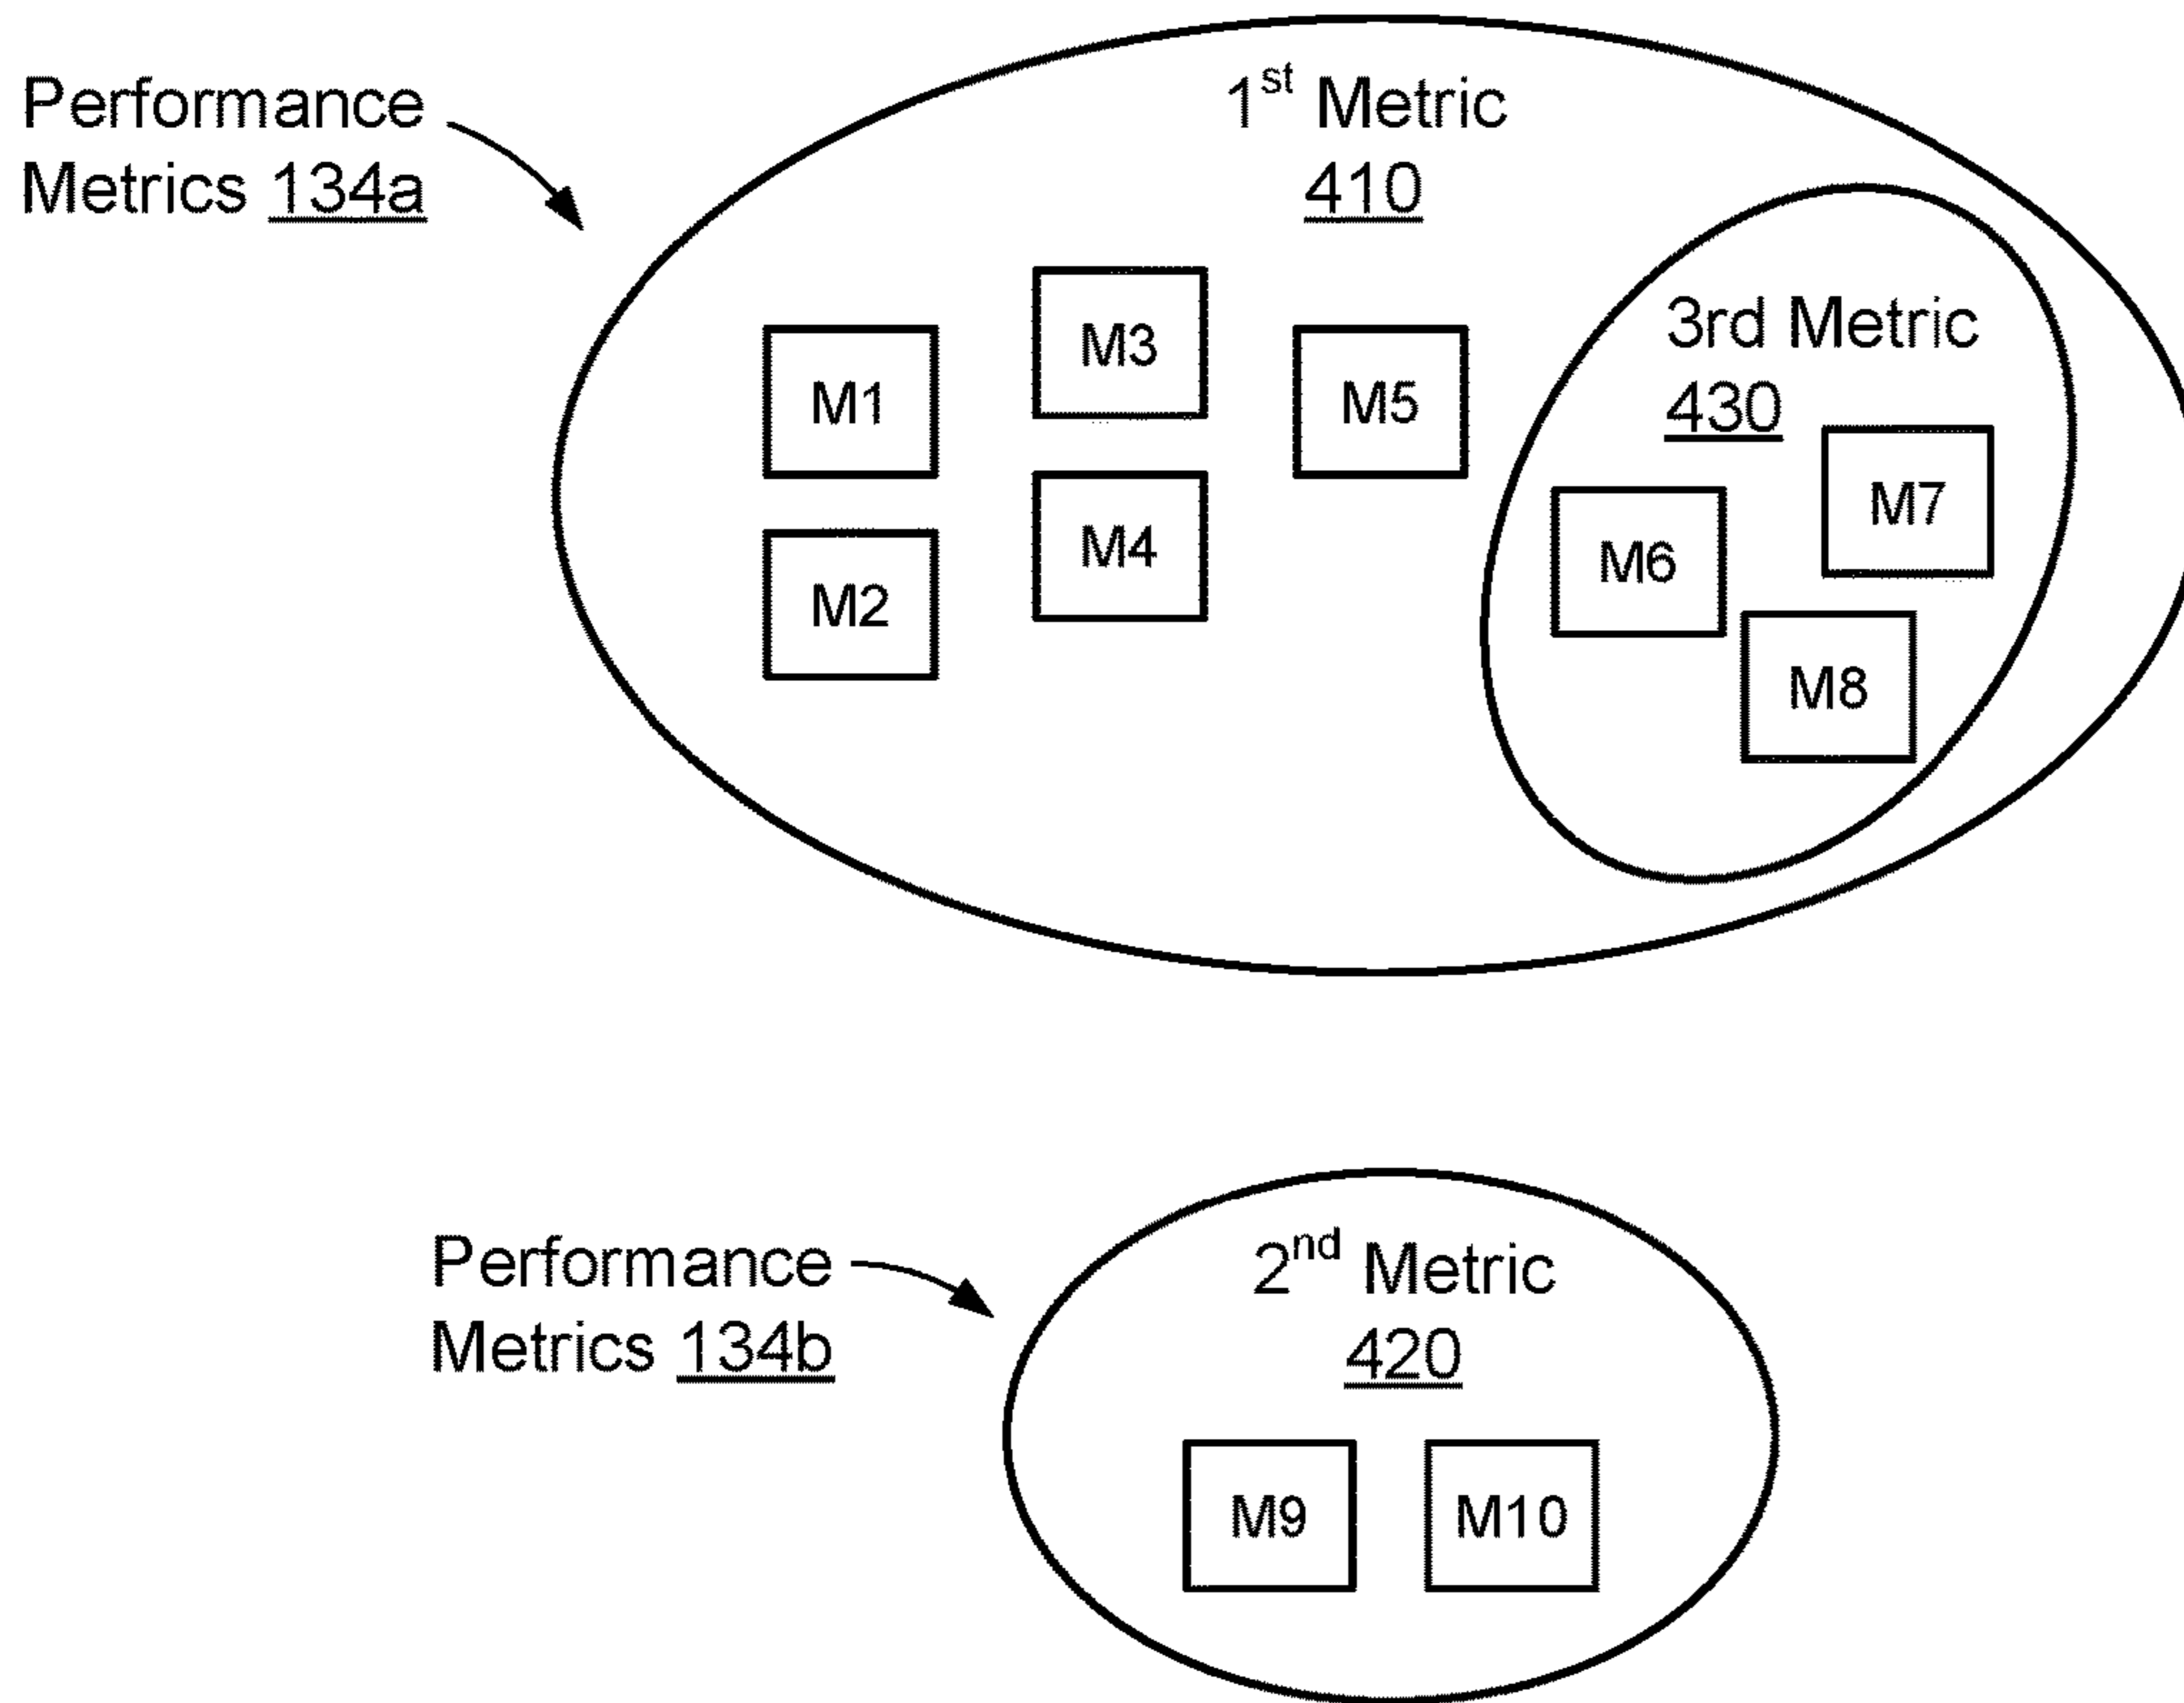 Performance
Metrics 134a
1st Metric
410
3rd Metric
430
M1
M3
M5
M2
M4
M6
M7
M8
Performance
Metrics 134b
2nd Metric
420
M9
M10